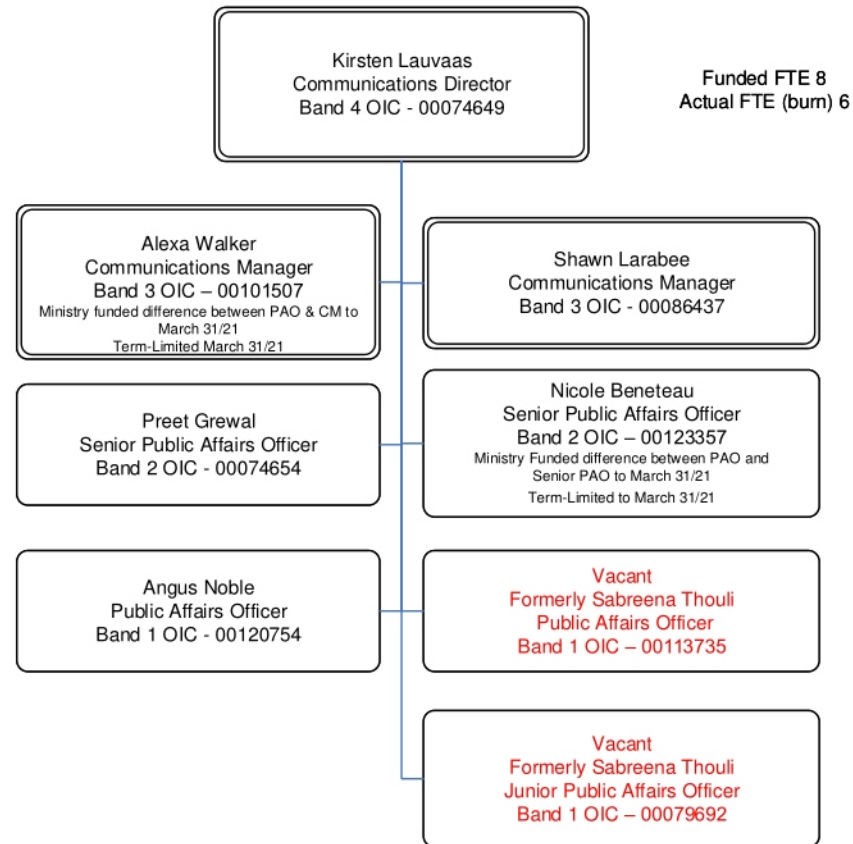 Kirsten Lauvaas
Communications Director
Band 4 OIC - 00074649
Funded FTE 8
Actual FTE (burn) 6
Alexa Walker
Communications Manager
Band 3 OIC – 00101507
Ministry funded difference between PAO & CM to
March 31/21
Term-Limited March 31/21
Shawn Larabee
Communications Manager
Band 3 OIC - 00086437
Preet Grewal
Senior Public Affairs Officer
Band 2 OIC - 00074654
Nicole Beneteau
Senior Public Affairs Officer
Band 2 OIC – 00123357
Ministry Funded difference between PAO and
Senior PAO to March 31/21
Term-Limited to March 31/21
Angus Noble
Public Affairs Officer
Band 1 OIC - 00120754
Vacant
Formerly Sabreena Thouli
Public Affairs Officer
Band 1 OIC – 00113735
Vacant
Formerly Sabreena Thouli
Junior Public Affairs Officer
Band 1 OIC – 00079692